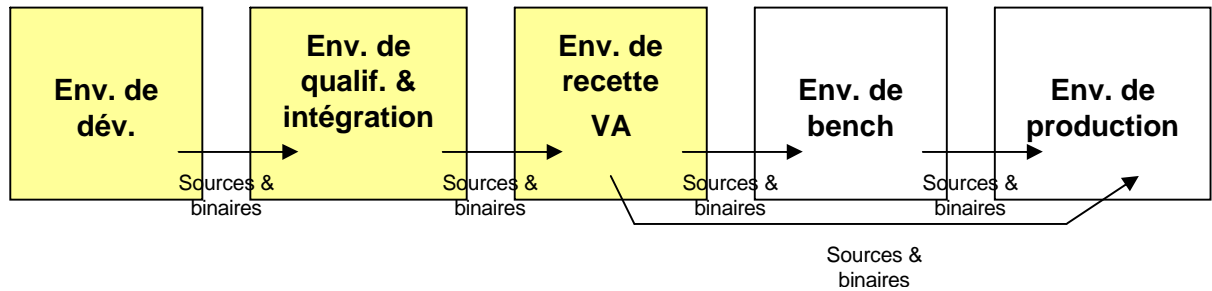 Env. de
dév.
Env. de
qualif. &
intégration
Env. de
recette
VA
Env. de
bench
Env. de
production
Sources &
binaires
Sources &
binaires
Sources &
binaires
Sources &
binaires
Sources &
binaires